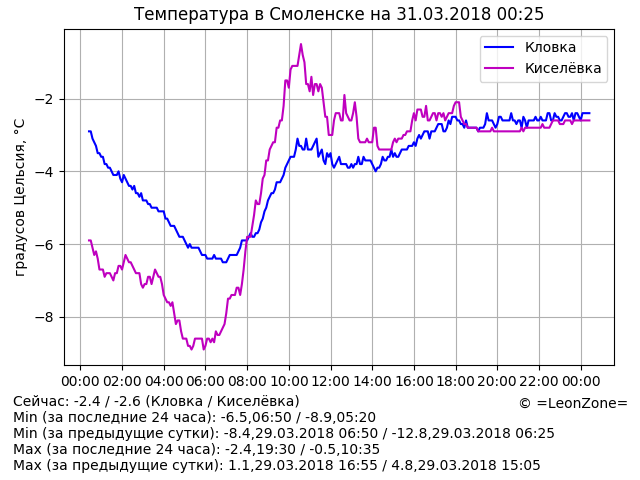 Температура в Смоленске на 31.03.2018 00:25
Кловка
Киселёвка
градусов Цельсия, °C
−2
−4
−6
−8
00:00 02:00 04:00 06:00 08:00 10:00 12:00 14:00 16:00 18:00 20:00 22:00 00:00
Сейчас: -2.4 / -2.6 (Кловка / Киселёвка)
© =LeonZone=
Min (за последние 24 часа): -6.5,06:50 / -8.9,05:20
Min (за предыдущие сутки): -8.4,29.03.2018 06:50 / -12.8,29.03.2018 06:25
Max (за последние 24 часа): -2.4,19:30 / -0.5,10:35
Max (за предыдущие сутки): 1.1,29.03.2018 16:55 / 4.8,29.03.2018 15:05